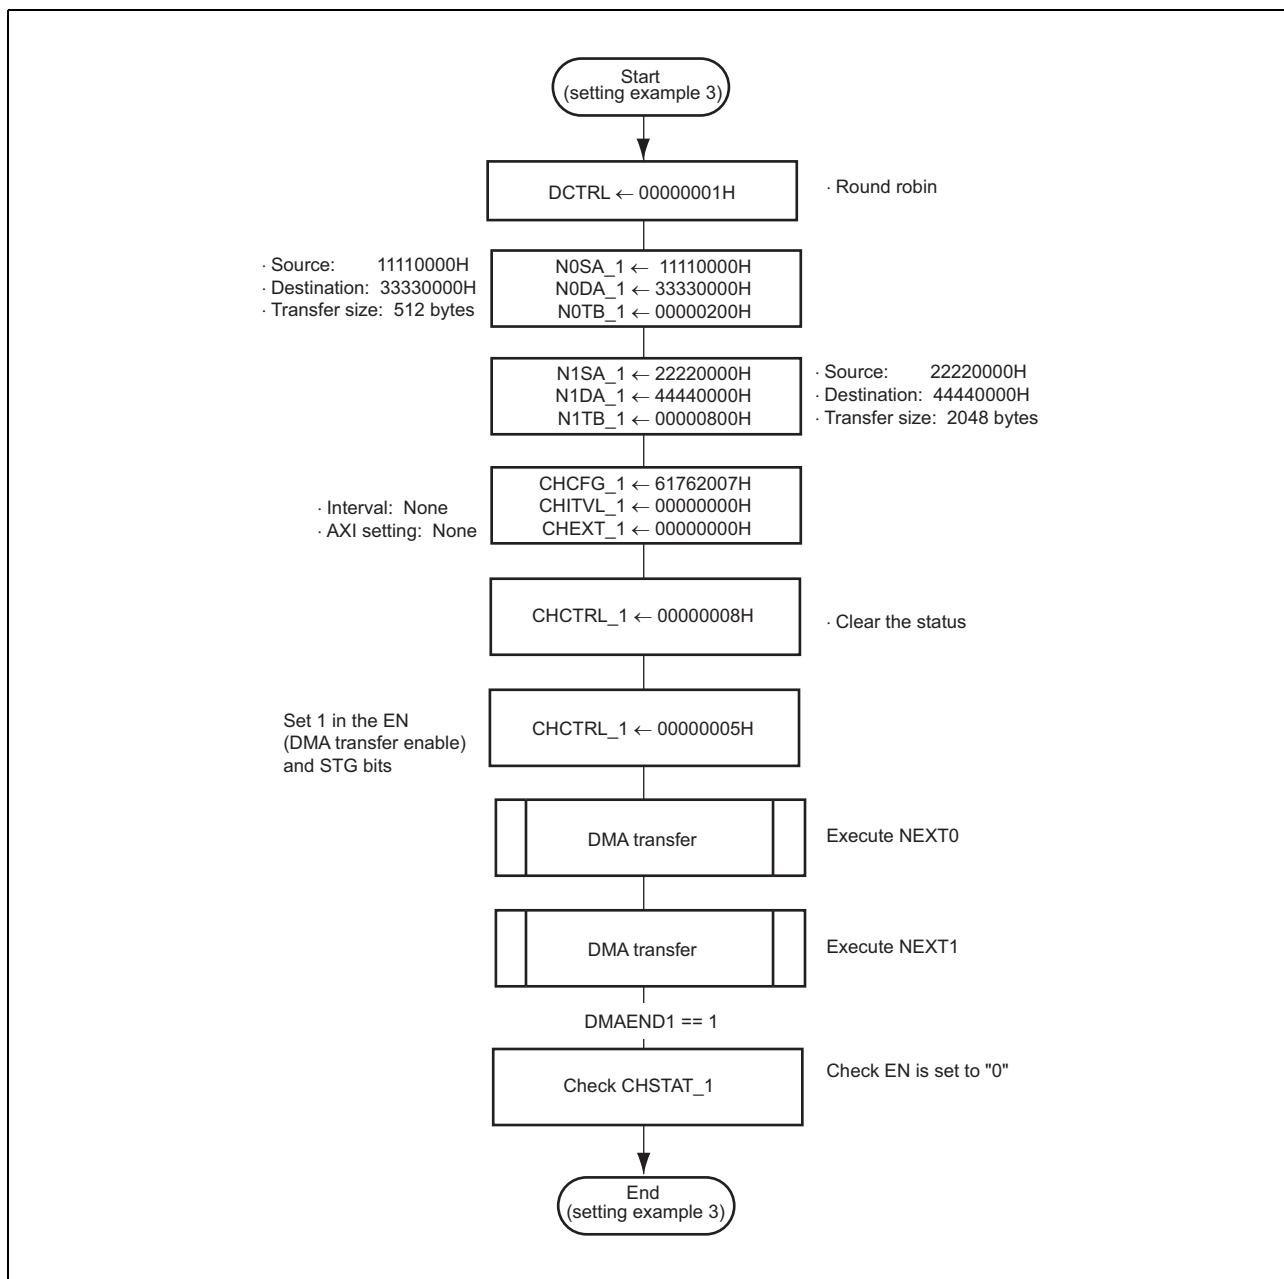 Start
(setting example 3)
DCTRL ← 00000001H
· Round robin
· Source: 11110000H
· Destination: 33330000H
· Transfer size: 512 bytes
N0SA_1 ← 11110000H
N0DA_1 ← 33330000H
N0TB_1 ← 00000200H
N1SA_1 ← 22220000H
N1DA_1 ← 44440000H
N1TB_1 ← 00000800H
· Source: 22220000H
· Destination: 44440000H
· Transfer size: 2048 bytes
· Interval: None
· AXI setting: None
CHCFG_1 ← 61762007H
CHITVL_1 ← 00000000H
CHEXT_1 ← 00000000H
CHCTRL_1 ← 00000008H
· Clear the status
Set 1 in the EN
(DMA transfer enable)
and STG bits
CHCTRL_1 ← 00000005H
DMA transfer
Execute NEXT0
DMA transfer
Execute NEXT1
DMAEND1 == 1
Check CHSTAT_1
Check EN is set to "0"
End
(setting example 3)